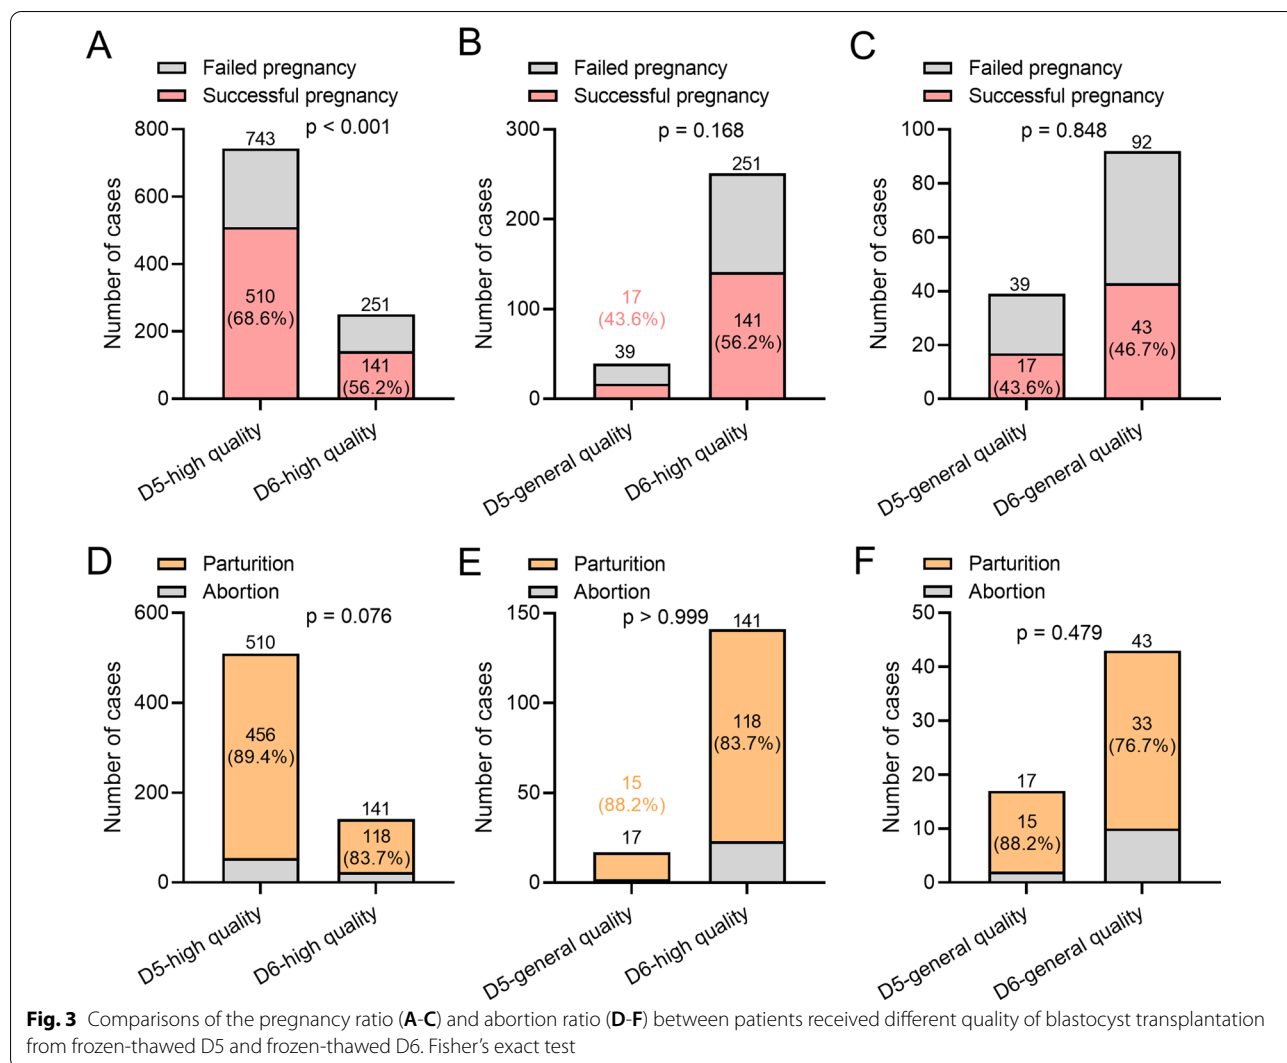 A
Failed pregnancy
Successful pregnancy
p < 0.001
Number of cases
800
600
400
200
0
743
510
(68.6%)
251
141
(56.2%)
D5-high quality
D6-high quality
B
Failed pregnancy
Successful pregnancy
p = 0.168
Number of cases
300
200
100
0
17
(43.6%)
39
251
141
(56.2%)
D5-general quality
D6-high quality
C
Failed pregnancy
Successful pregnancy
p = 0.848
Number of cases
100
80
60
40
20
0
39
17
(43.6%)
92
43
(46.7%)
D5-general quality
D6-general quality
D
Parturition
Abortion
p = 0.076
Number of cases
600
400
200
0
510
456
(89.4%)
141
118
(83.7%)
D5-high quality
D6-high quality
E
Parturition
Abortion
p > 0.999
Number of cases
150
100
50
0
15
(88.2%)
17
141
118
(83.7%)
D5-general quality
D6-high quality
F
Parturition
Abortion
p = 0.479
Number of cases
50
40
30
20
10
0
17
15
(88.2%)
43
33
(76.7%)
D5-general quality
D6-general quality
Fig. 3 Comparisons of the pregnancy ratio (A-C) and abortion ratio (D-F) between patients received different quality of blastocyst transplantation
from frozen-thawed D5 and frozen-thawed D6. Fisher's exact test